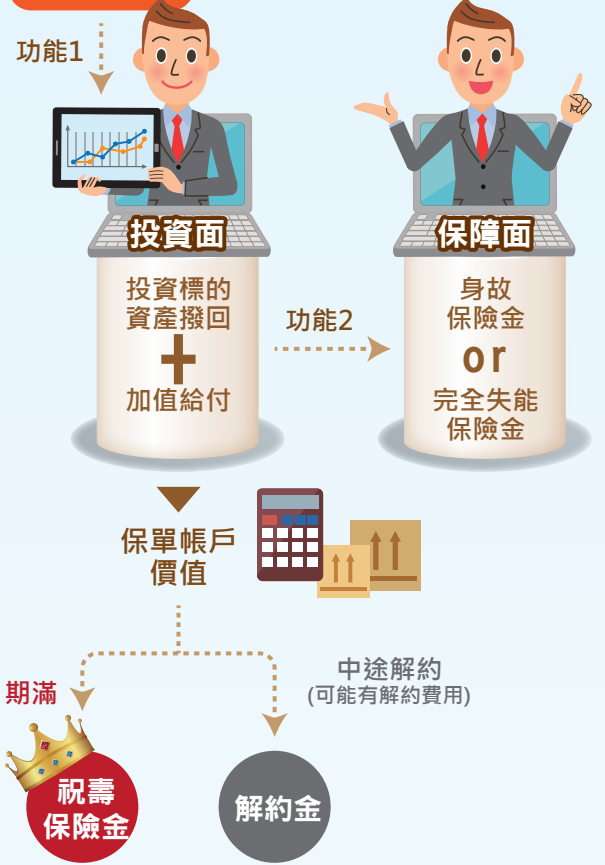 功能1
投資面
投資標的
資產撥回
+
加值給付
功能2
保障面
身故
保險金
or
完全失能
保險金
保單帳戶
價值
期滿
祝壽
保險金
中途解約
(可能有解約費用)
解約金